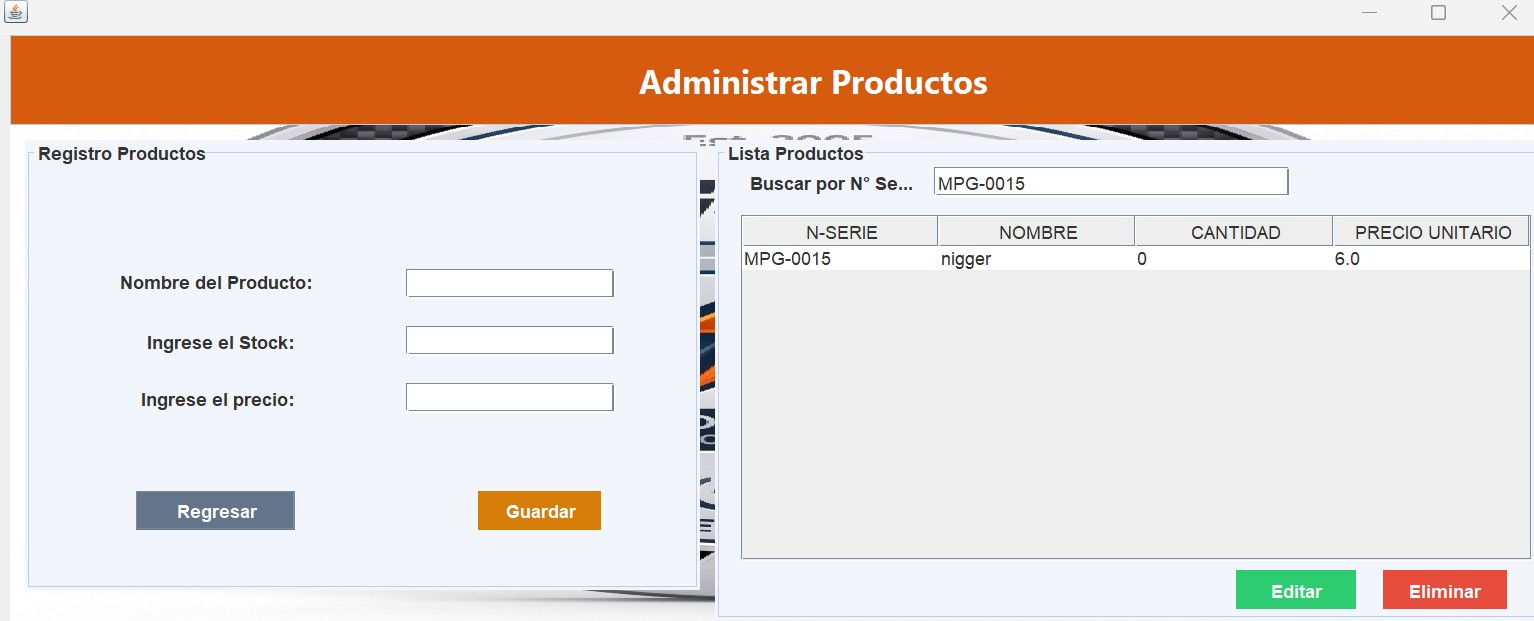 Administrar Productos
Registro Productos
Nombre del Producto:
Ingrese el Stock:
Ingrese el precio:
Regresar Guardar
Lista Productos
Buscar por N° Se... MPG-0015
N-SERIE NOMBRE CANTIDAD PRECIO UNITARIO
MPG-0015 nigger 0 6.0
Editar Eliminar